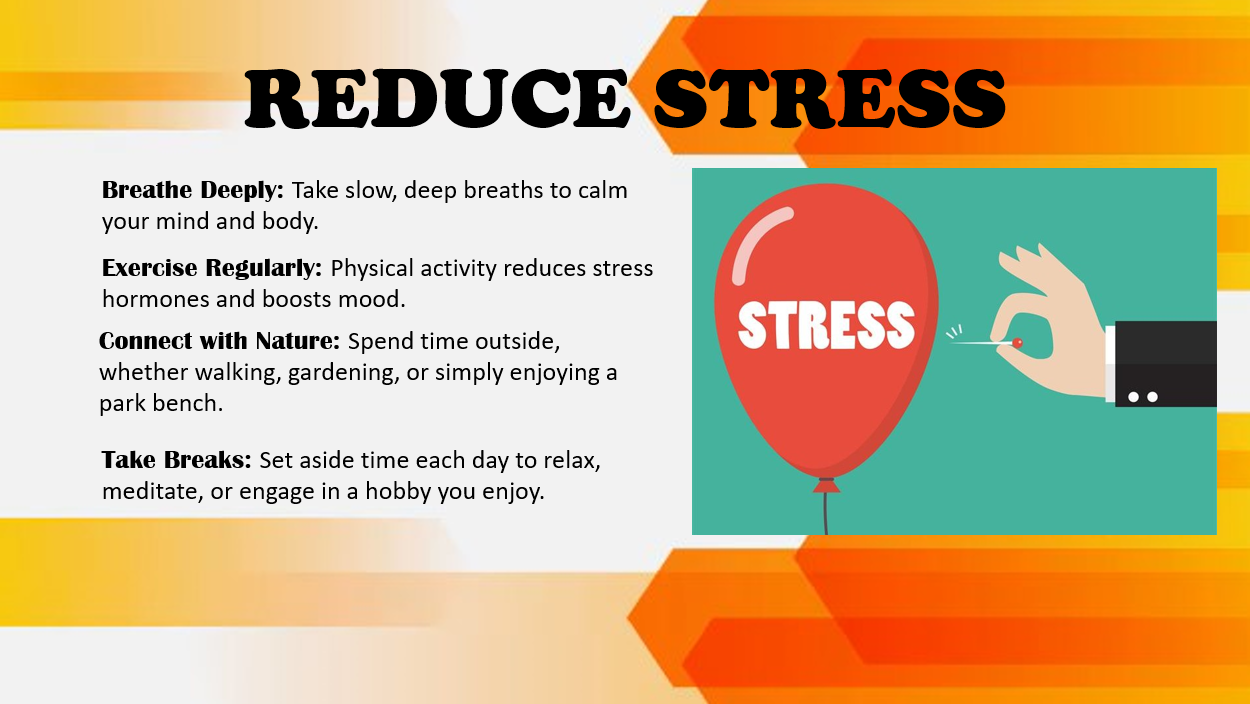 REDUCE STRESS
Breathe Deeply: Take slow, deep breaths to calm
your mind and body.
Exercise Regularly: Physical activity reduces stress
hormones and boosts mood.
Connect with Nature: Spend time outside,
whether walking, gardening, or simply enjoying a
park bench.
Take Breaks: Set aside time each day to relax,
meditate, or engage in a hobby you enjoy.
STRESS